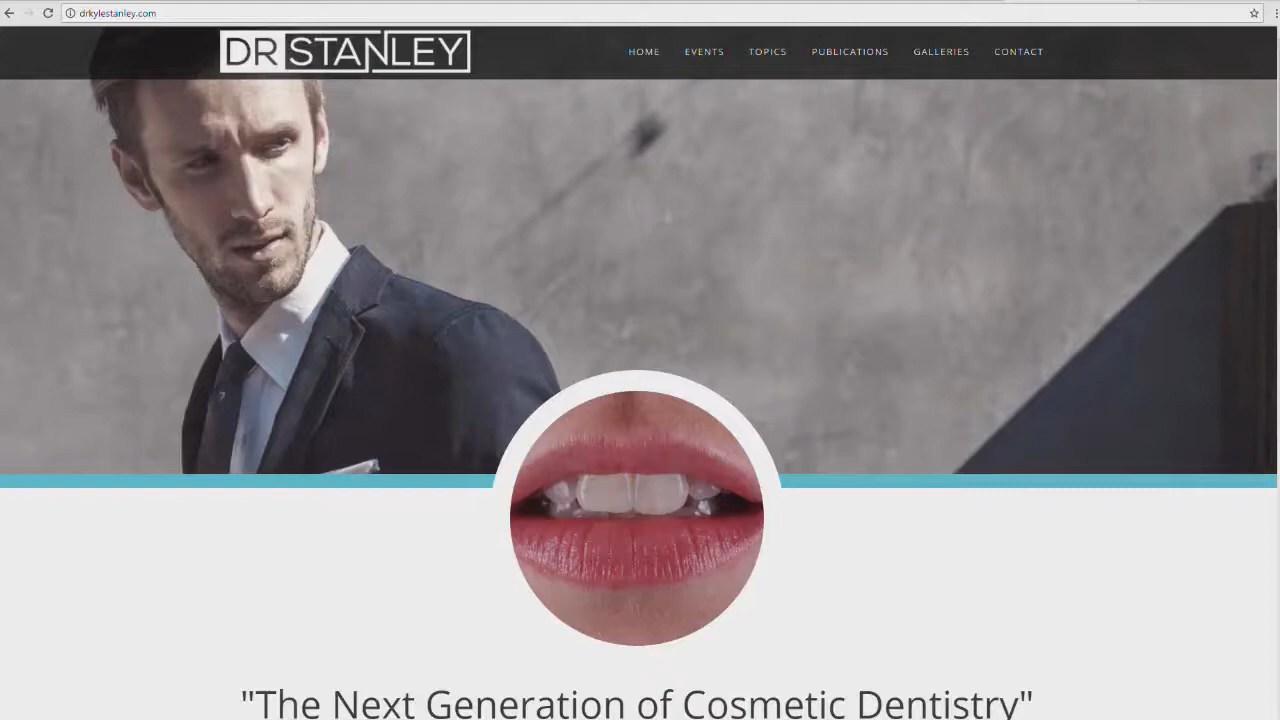 drkylestanley.com
DR STANLEY
HOME EVENTS TOPICS PUBLICATIONS GALLERIES CONTACT
"The Next Generation of Cosmetic Dentistry"